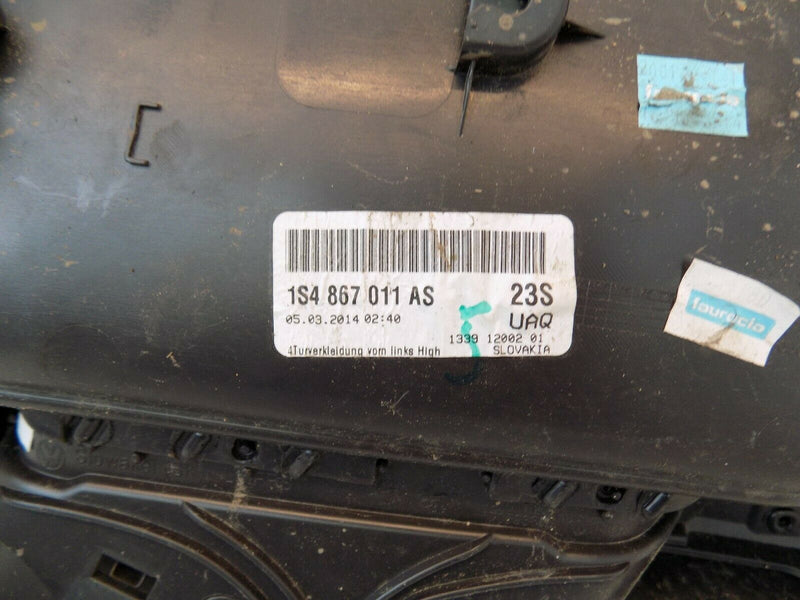 1S4 867 011 AS 23S
05.03.2014 02:40 UAQ
1339 12002 01
4Turverkleidung vorn links High SLOVAKIA
faurecia